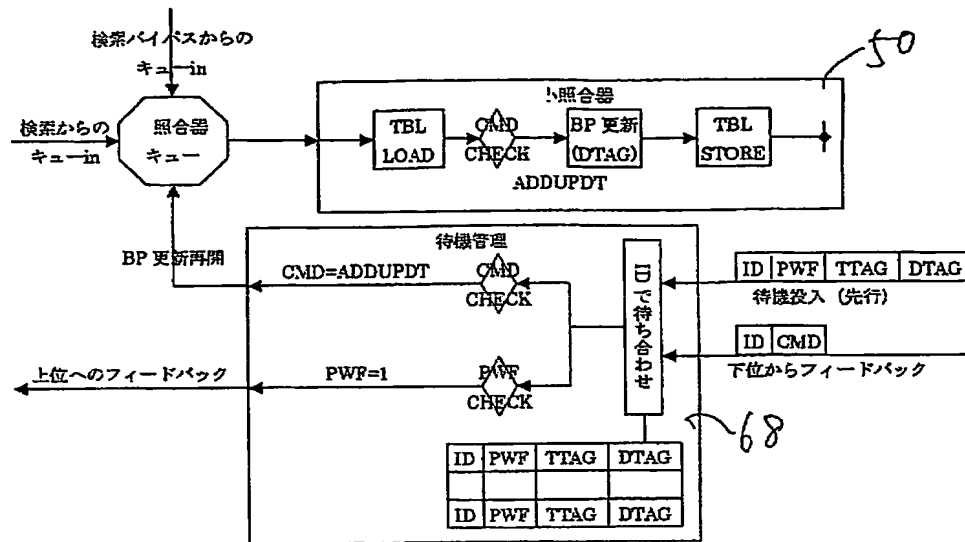 検索バイパスからの
キューin
50
検索からの
キューin
照合器
キュー
照合器
TBL
LOAD
CMD
CHECK
BP 更新
(DTAG)
TBL
STORE
ADDUPDT
BP 更新再開
待機管理
CMD=ADDUPDT
CMD
CHECK
IDで待ち合わせ
ID PWF TTAG DTAG
待機投入 (先行)
ID CMD
下位からフィードバック
上位へのフィードバック
PWF=1
PWF
CHECK
68
ID PWF TTAG DTAG
ID PWF TTAG DTAG